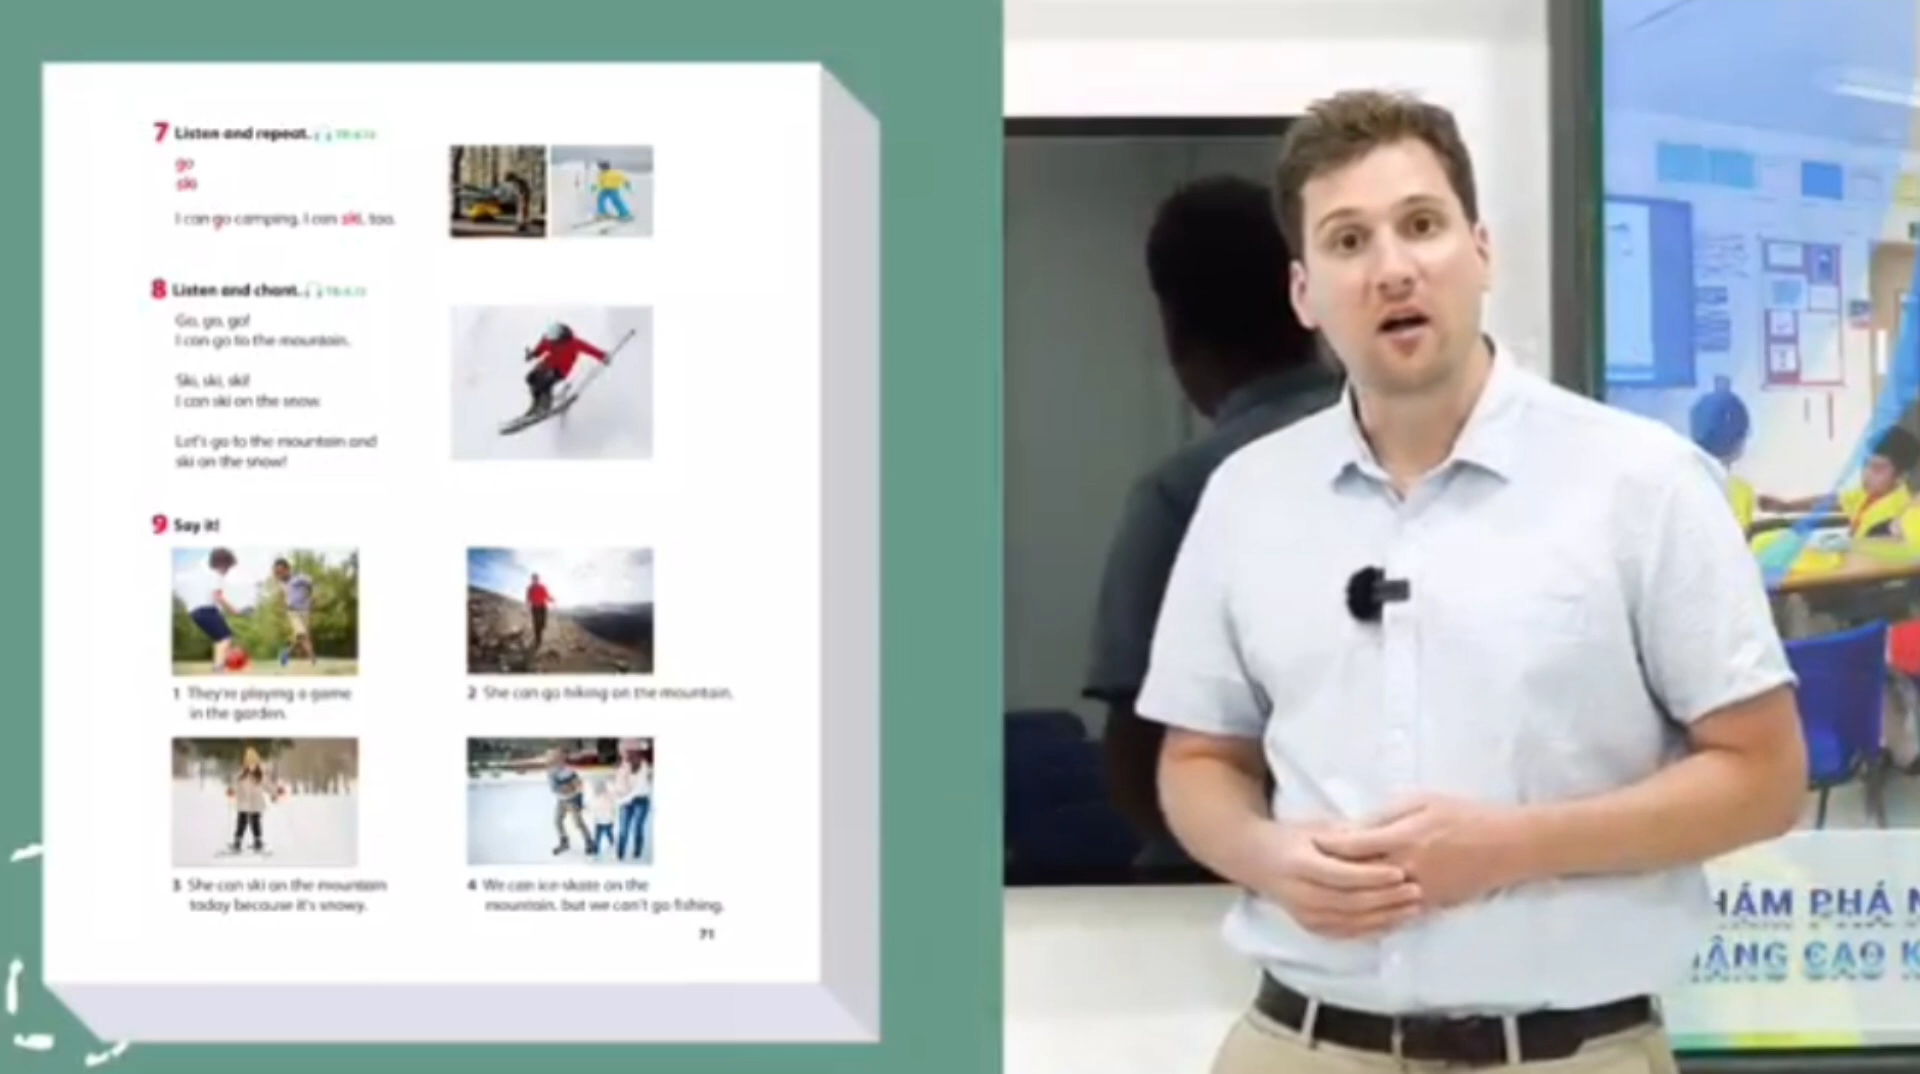 7 Listen and repeat.
go
ski
I can go camping. I can ski, too.
8 Listen and chant.
Go, go, go!
I can go to the mountain.
Ski, ski, ski!
I can ski on the snow.
Let's go to the mountain and
ski on the snow!
9 Say it!
1 They're playing a game
in the garden.
2 She can go hiking on the mountain.
3 She can ski on the mountain
today because it's snowy.
4 We can ice-skate on the
mountain, but we can't go fishing.
71
HÁM PHÁ N
ÂNG CAO K